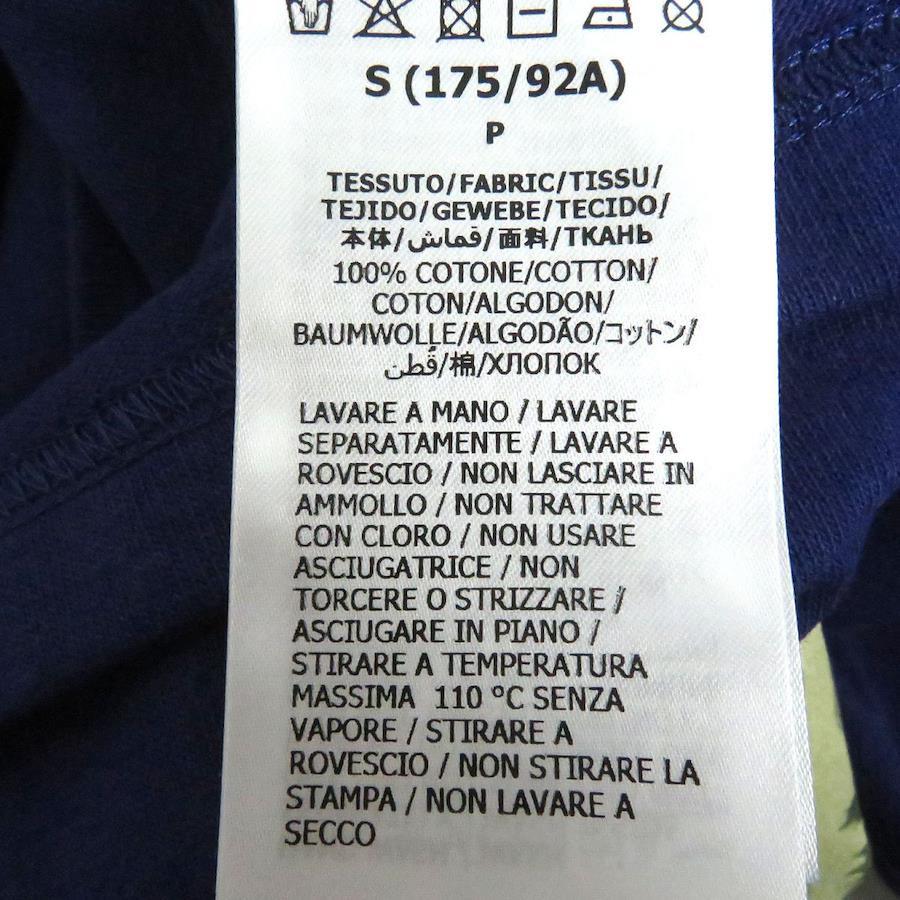 S (175/92A)
P
TESSUTO/FABRIC/TISSU/
TEJIDO/GEWEBE/TECIDO/
本体/قماش/面料/ТКАНЬ
100% COTONE/COTTON/
COTON/ALGODON/
BAUMWOLLE/ALGODÃO/コットン/
قُطن/棉/ХЛОПОК
LAVARE A MANO / LAVARE
SEPARATAMENTE / LAVARE A
ROVESCIO / NON LASCIARE IN
AMMOLLO / NON TRATTARE
CON CLORO / NON USARE
ASCIUGATRICE / NON
TORCERE O STRIZZARE /
ASCIUGARE IN PIANO /
STIRARE A TEMPERATURA
MASSIMA 110 °C SENZA
VAPORE / STIRARE A
ROVESCIO / NON STIRARE LA
STAMPA / NON LAVARE A
SECCO